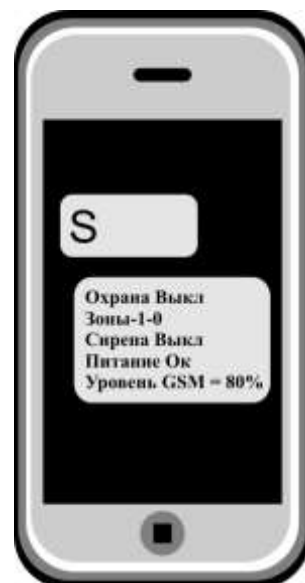 S
Охрана Выкл
Зоны-1-0
Сирена Выкл
Питание Ок
Уровень GSM = 80%